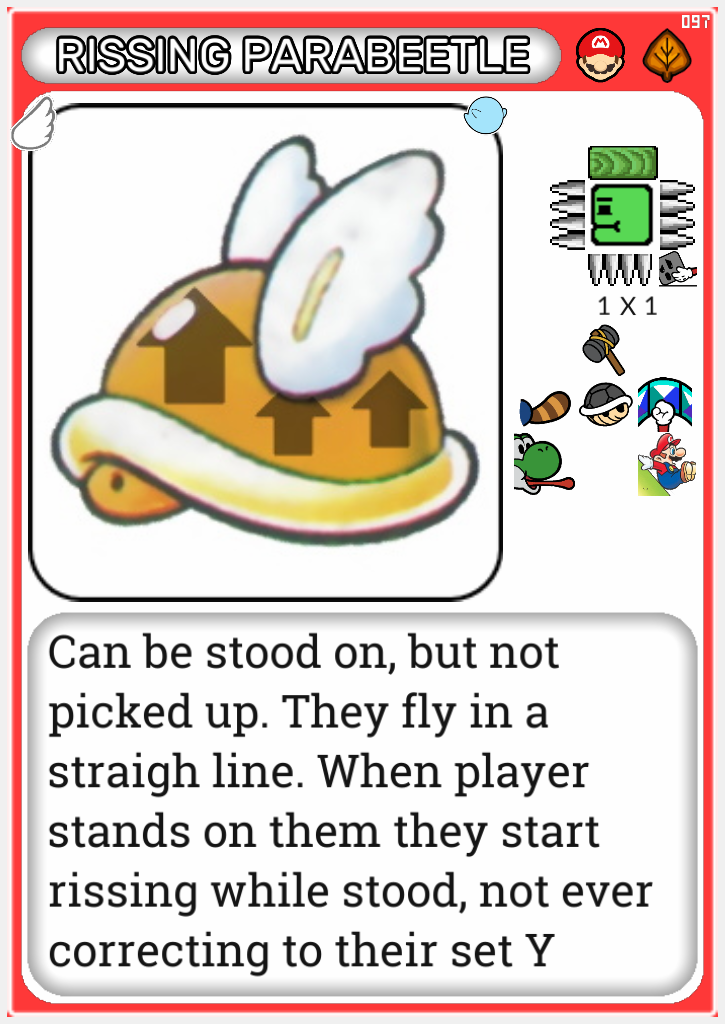 097
RISSING PARABEETLE
M
1 X 1
Can be stood on, but not
picked up. They fly in a
straigh line. When player
stands on them they start
rissing while stood, not ever
correcting to their set Y